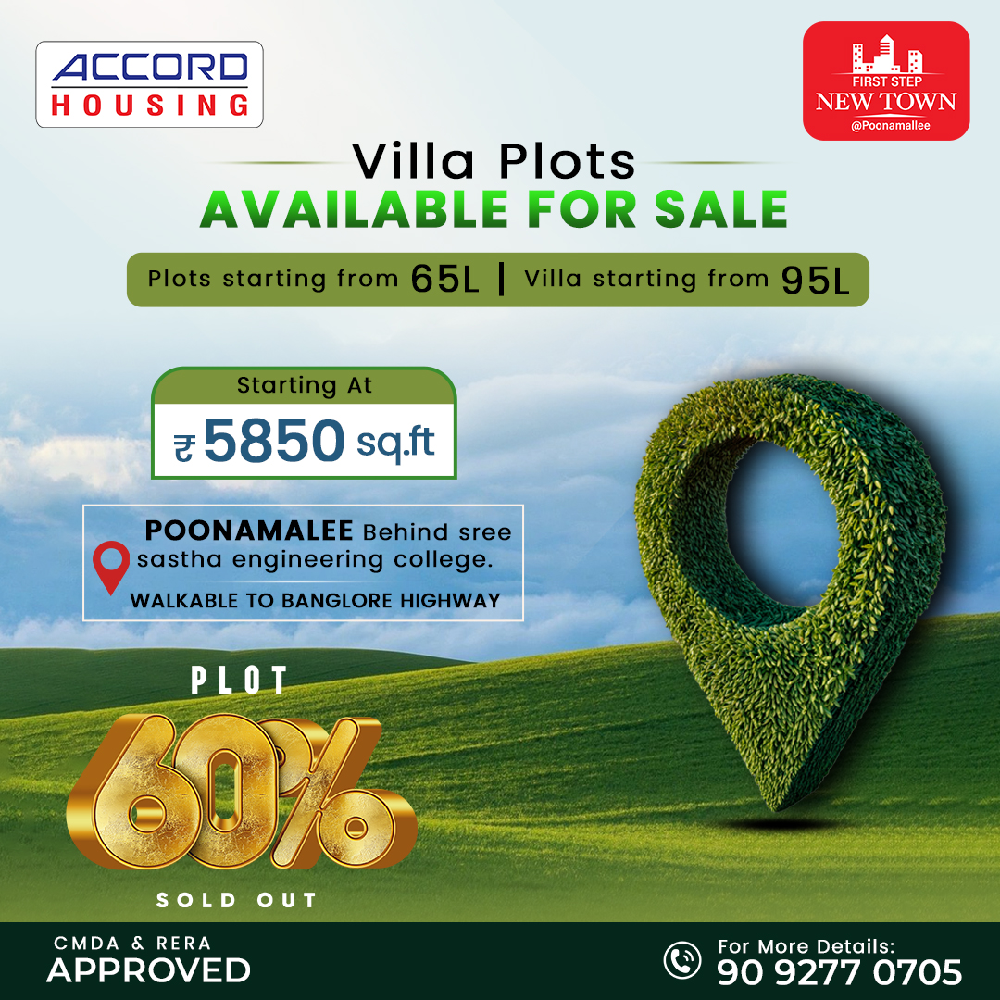 ACCORD
HOUSING
FIRST STEP
NEW TOWN
@Poonamallee
Villa Plots
AVAILABLE FOR SALE
Plots starting from 65L | Villa starting from 95L
Starting At
₹ 5850 sq.ft
POONAMALEE Behind sree
sastha engineering college.
WALKABLE TO BANGLORE HIGHWAY
PLOT
60%
SOLD OUT
CMDA & RERA
APPROVED
For More Details:
90 9277 0705